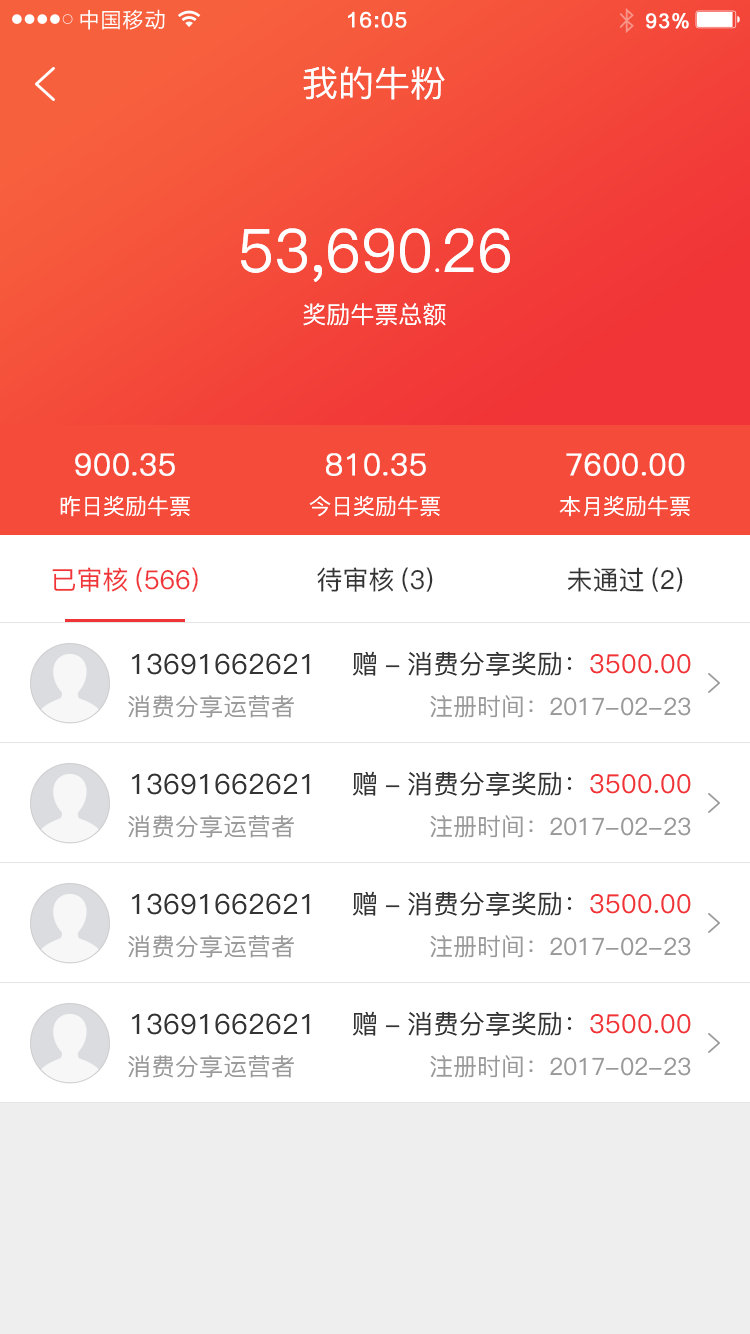 中国移动 16:05 93%
我的牛粉
53,690.26
奖励牛票总额
900.35 810.35 7600.00
昨日奖励牛票 今日奖励牛票 本月奖励牛票
已审核 (566) 待审核 (3) 未通过 (2)
13691662621 赠 – 消费分享奖励： 3500.00
消费分享运营者 注册时间： 2017–02–23
13691662621 赠 – 消费分享奖励： 3500.00
消费分享运营者 注册时间： 2017–02–23
13691662621 赠 – 消费分享奖励： 3500.00
消费分享运营者 注册时间： 2017–02–23
13691662621 赠 – 消费分享奖励： 3500.00
消费分享运营者 注册时间： 2017–02–23